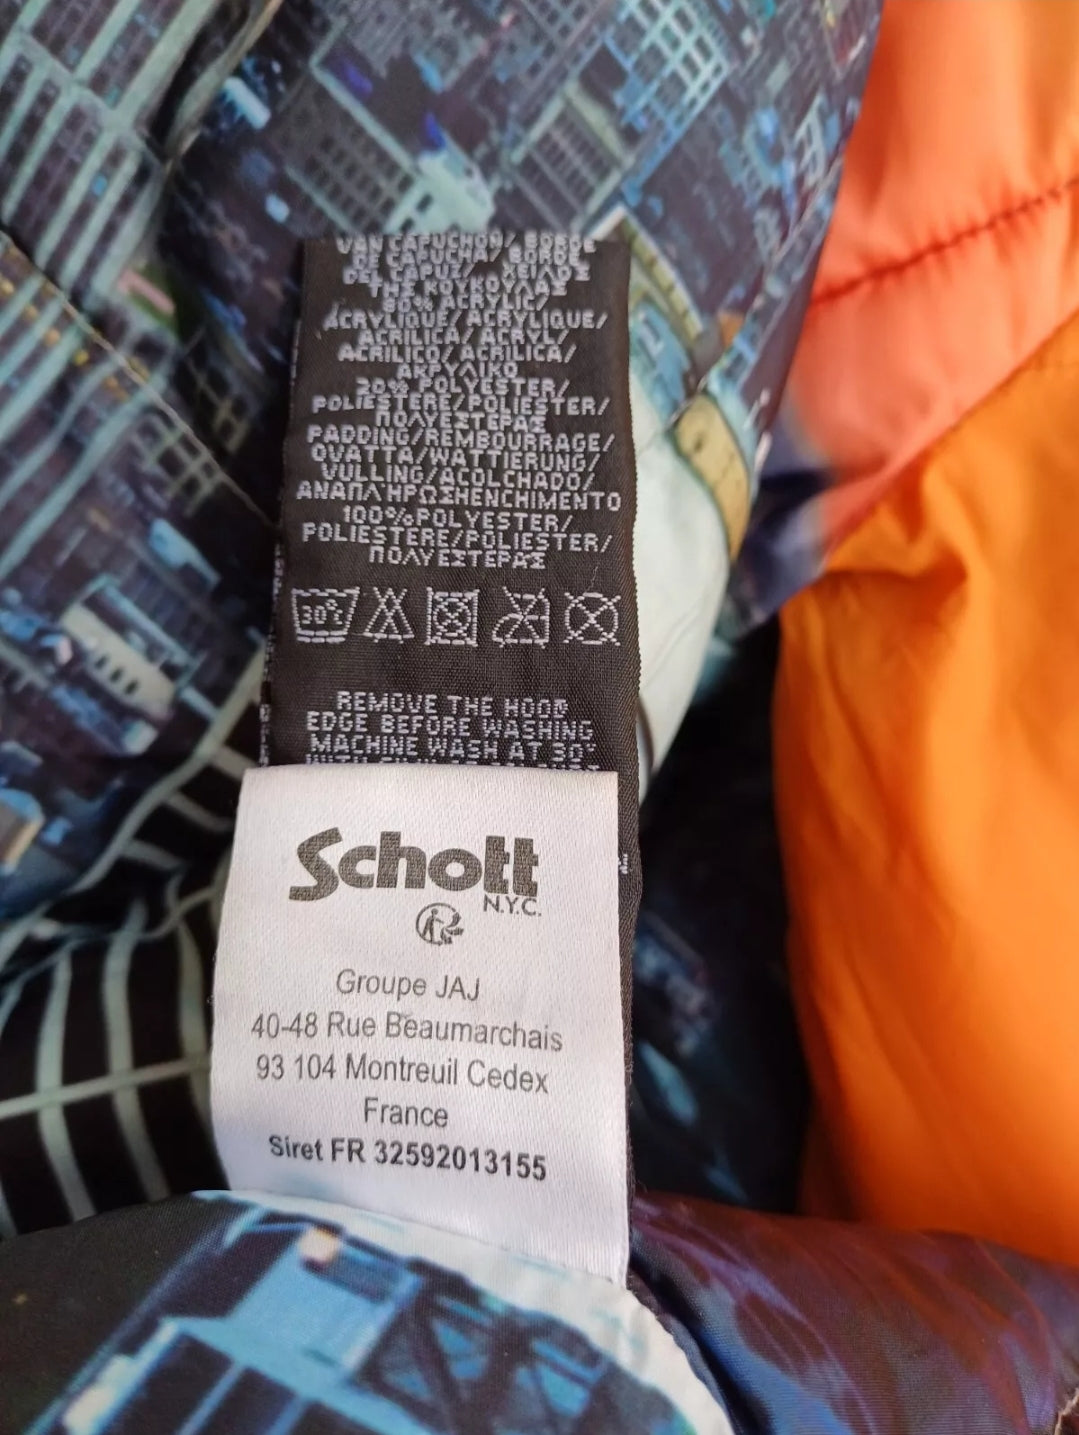 VAN CAPUCHON/ BORDE
DE CAPUCHA/ BORDE
DEL CAPUZ/ ΧΕΙΛΟΣ
ΤΗΣ ΚΟΥΚΟΥΛΑΣ
80% ACRYLIC/
ACRYLIQUE/ACRYLIQUE/
ACRILICA/ ACRYL/
ACRILICO/ ACRILICA/
ΑΚΡΥΛΙΚΟ
20% POLYESTER/
POLIESTERE/POLIESTER/
ΠΟΛΥΕΣΤΕΡΑΣ
PADDING/REMBOURRAGE/
OVATTA/WATTIERUNG/
VULLING/ACOLCHADO/
ΑΝΑΠΛΗΡΩΣΗENCHIMENTO
100%POLYESTER/
POLIESTERE/POLIESTER/
ΠΟΛΥΕΣΤΕΡΑΣ
30°C
REMOVE THE HOOD
EDGE BEFORE WASHING
MACHINE WASH AT 30°
Schott
N.Y.C.
Groupe JAJ
40-48 Rue Beaumarchais
93 104 Montreuil Cedex
France
Siret FR 32592013155